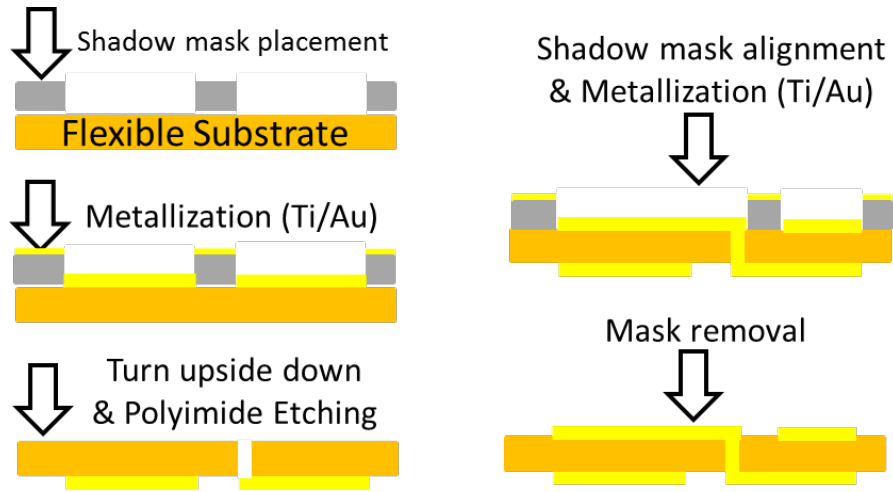 Shadow mask placement
Flexible Substrate
Metallization (Ti/Au)
Turn upside down
& Polyimide Etching
Shadow mask alignment
& Metallization (Ti/Au)
Mask removal